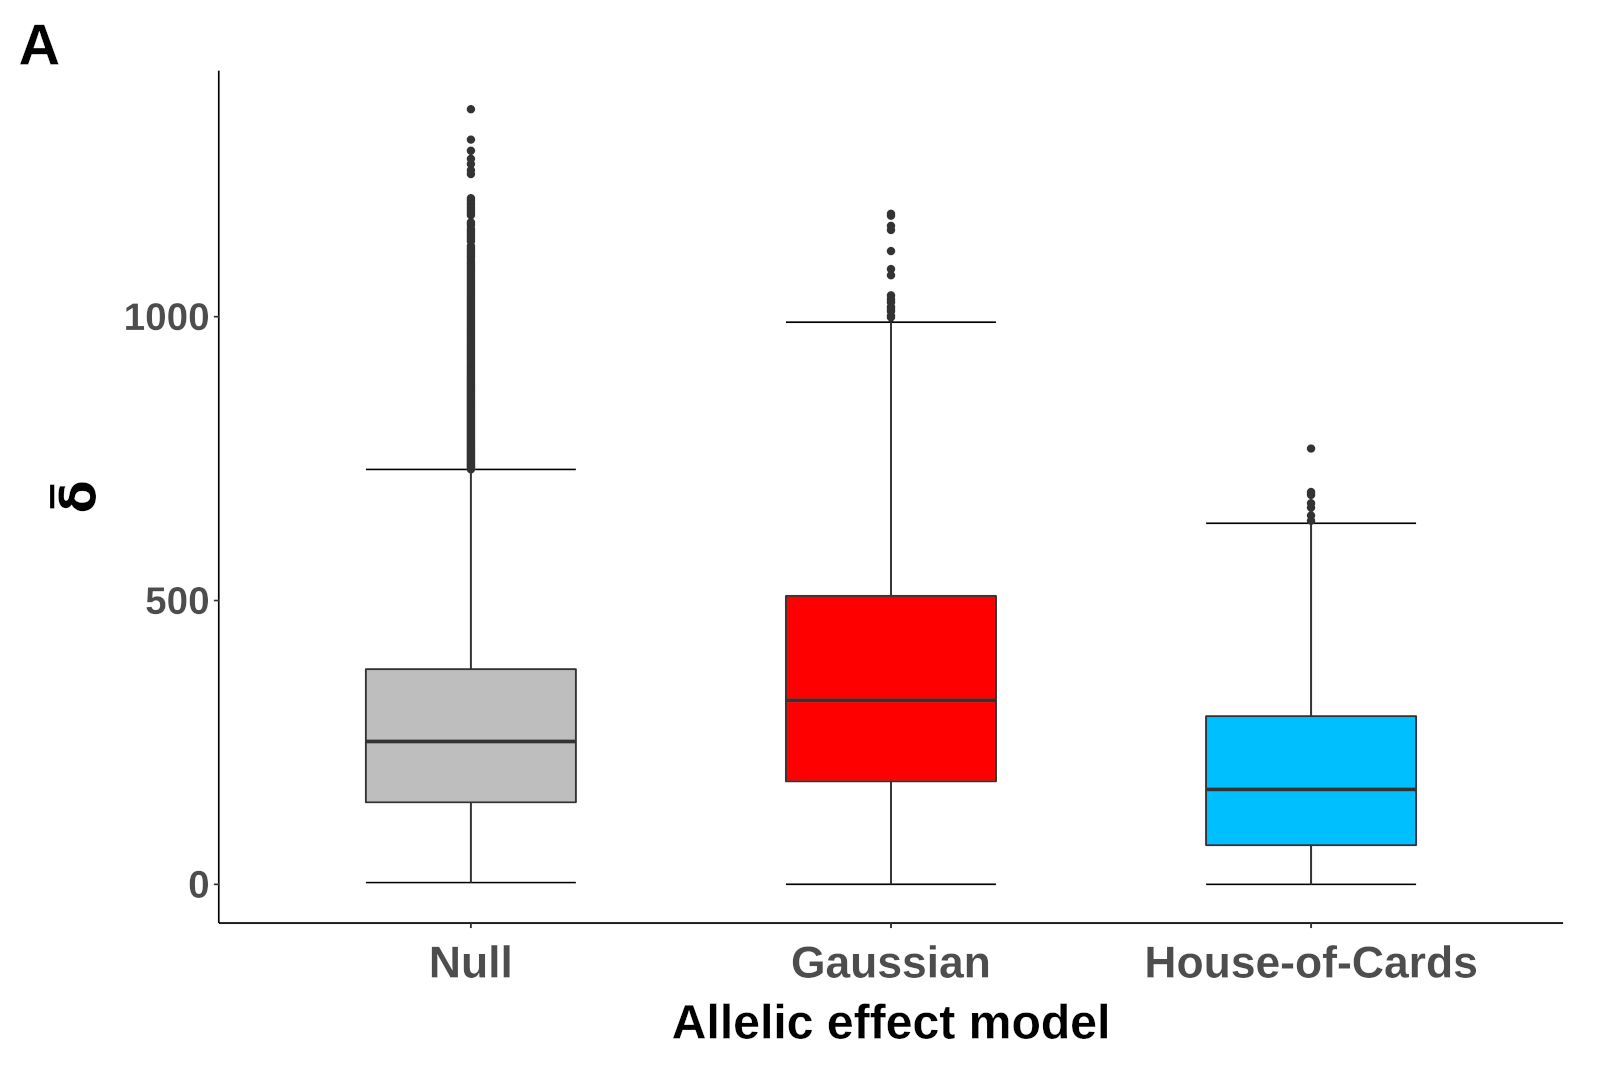 A
1000
500
0
δ̅
Null Gaussian House-of-Cards
Allelic effect model